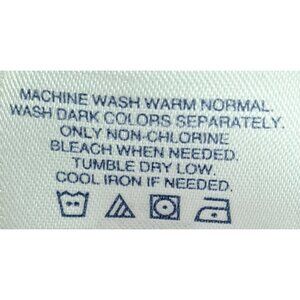 MACHINE WASH WARM NORMAL.
WASH DARK COLORS SEPARATELY.
ONLY NON-CHLORINE
BLEACH WHEN NEEDED.
TUMBLE DRY LOW.
COOL IRON IF NEEDED.